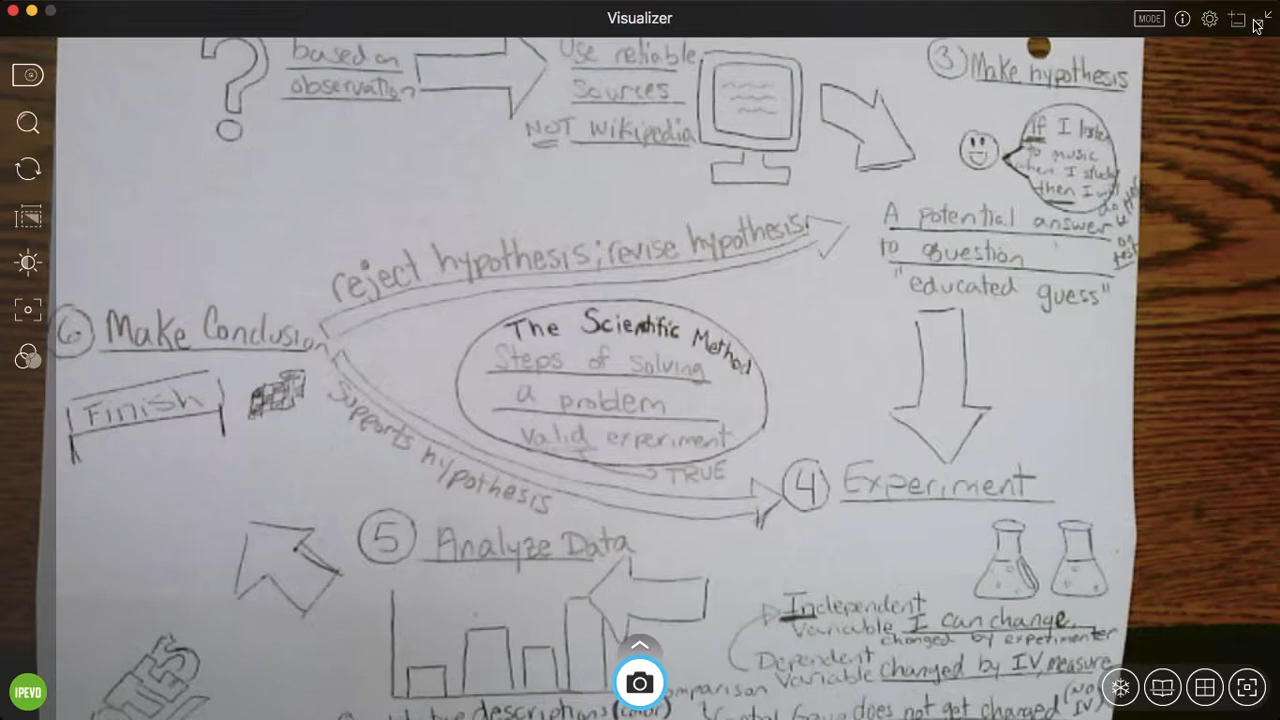 Visualizer
MODE
?
based on
observation
Use reliable
Sources
NOT Wikipedia
③ Make hypothesis
If I listen
to music
when I study
then I will
A potential answer
to question
"educated guess"
reject hypothesis; revise hypothesis
⑥ Make Conclusion
Finish
The Scientific Method
Steps of solving
a problem
valid experiment
TRUE
Supports hypothesis
④ Experiment
⑤ Analyze Data
Independent
Variable I can change
changed by experimenter
Dependent
Variable changed by IV, measure
does not get changed (NO IV)
comparison
descriptions (color)
IPEVO